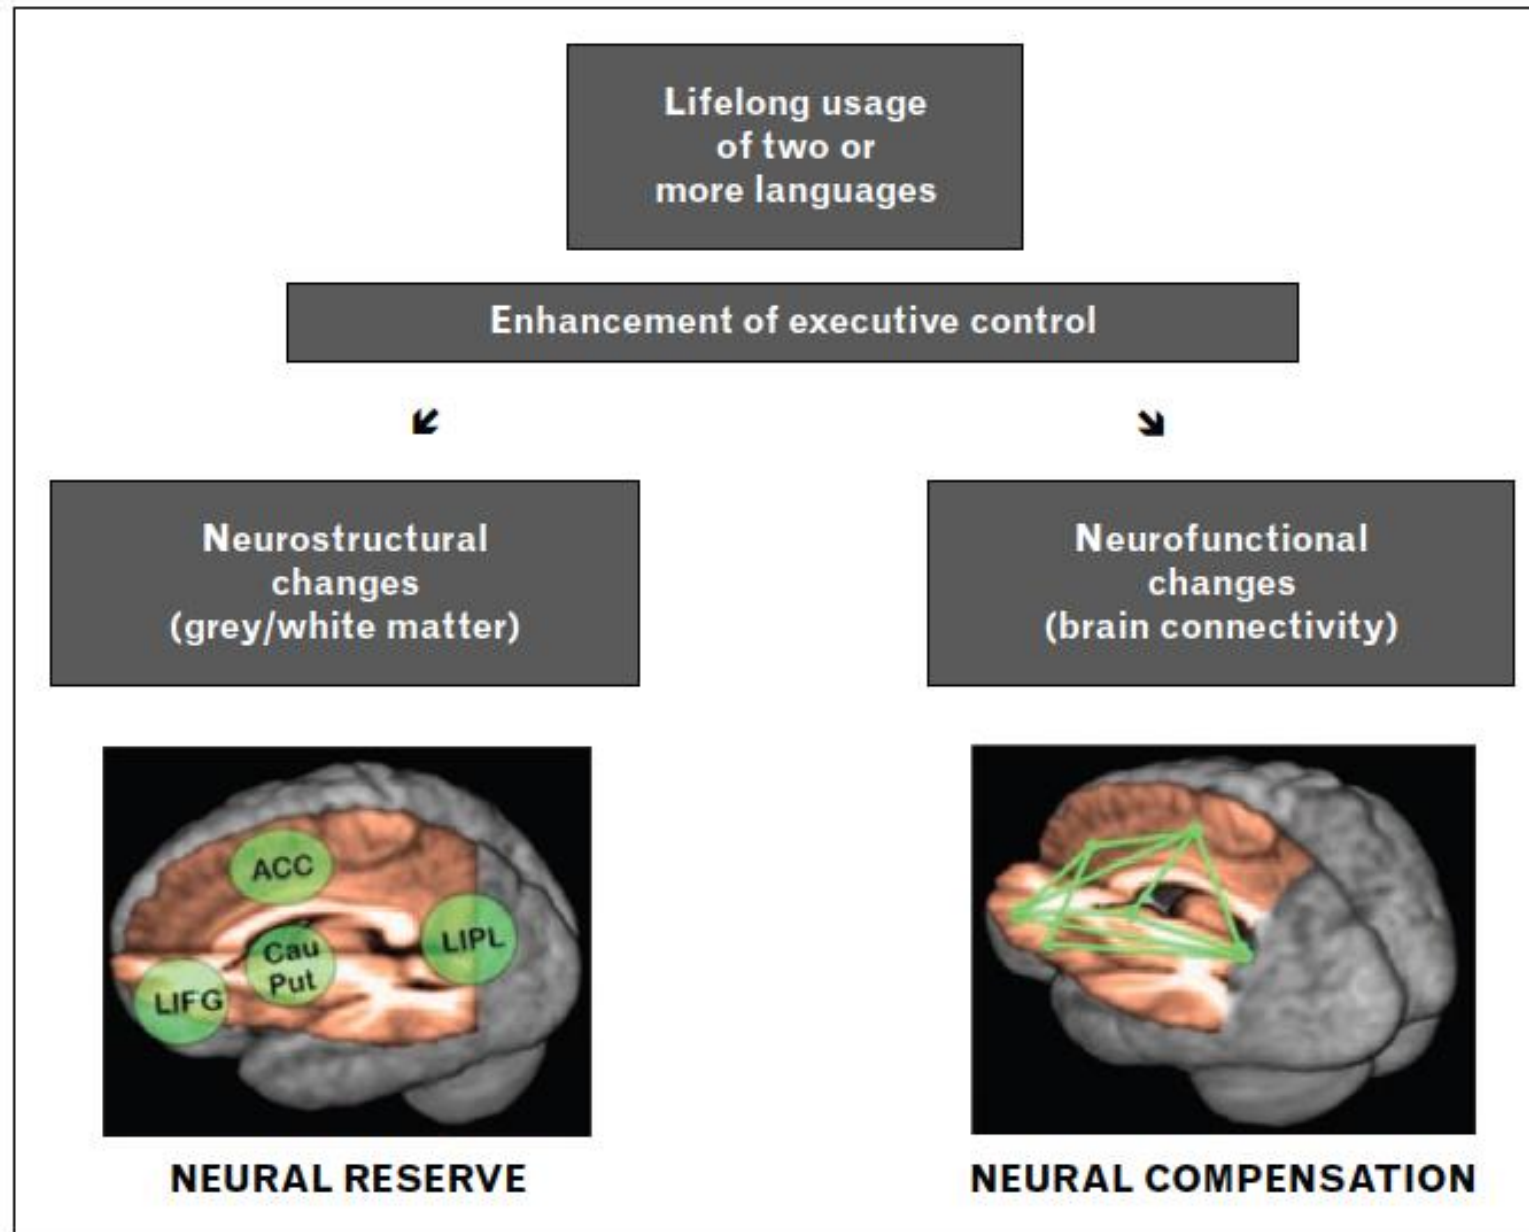 Lifelong usage
of two or
more languages
Enhancement of executive control
Neurostructural
changes
(grey/white matter)
Neurofunctional
changes
(brain connectivity)
ACC
Cau
Put
LIPL
LIFG
NEURAL RESERVE
NEURAL COMPENSATION